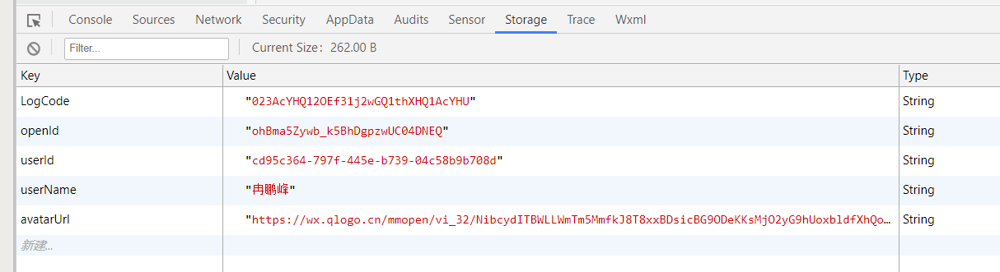 Console Sources Network Security AppData Audits Sensor Storage Trace Wxml
Filter... Current Size: 262.00 B
Key Value Type
LogCode "023AcYHQ12OEf31j2wGQ1thXHQ1AcYHU" String
openId "ohBma5Zywb_k5BhDgpzwUC04DNEQ" String
userId "cd95c364-797f-445e-b739-04c58b9b708d" String
userName "冉鹏峰" String
avatarUrl "https://wx.qlogo.cn/mmopen/vi_32/NibcydITBWLLWmTm5MmfkJ8T8xxBDsicBG9ODeKKsMjO2yG9hUoxbldfXhQo… String
新建...